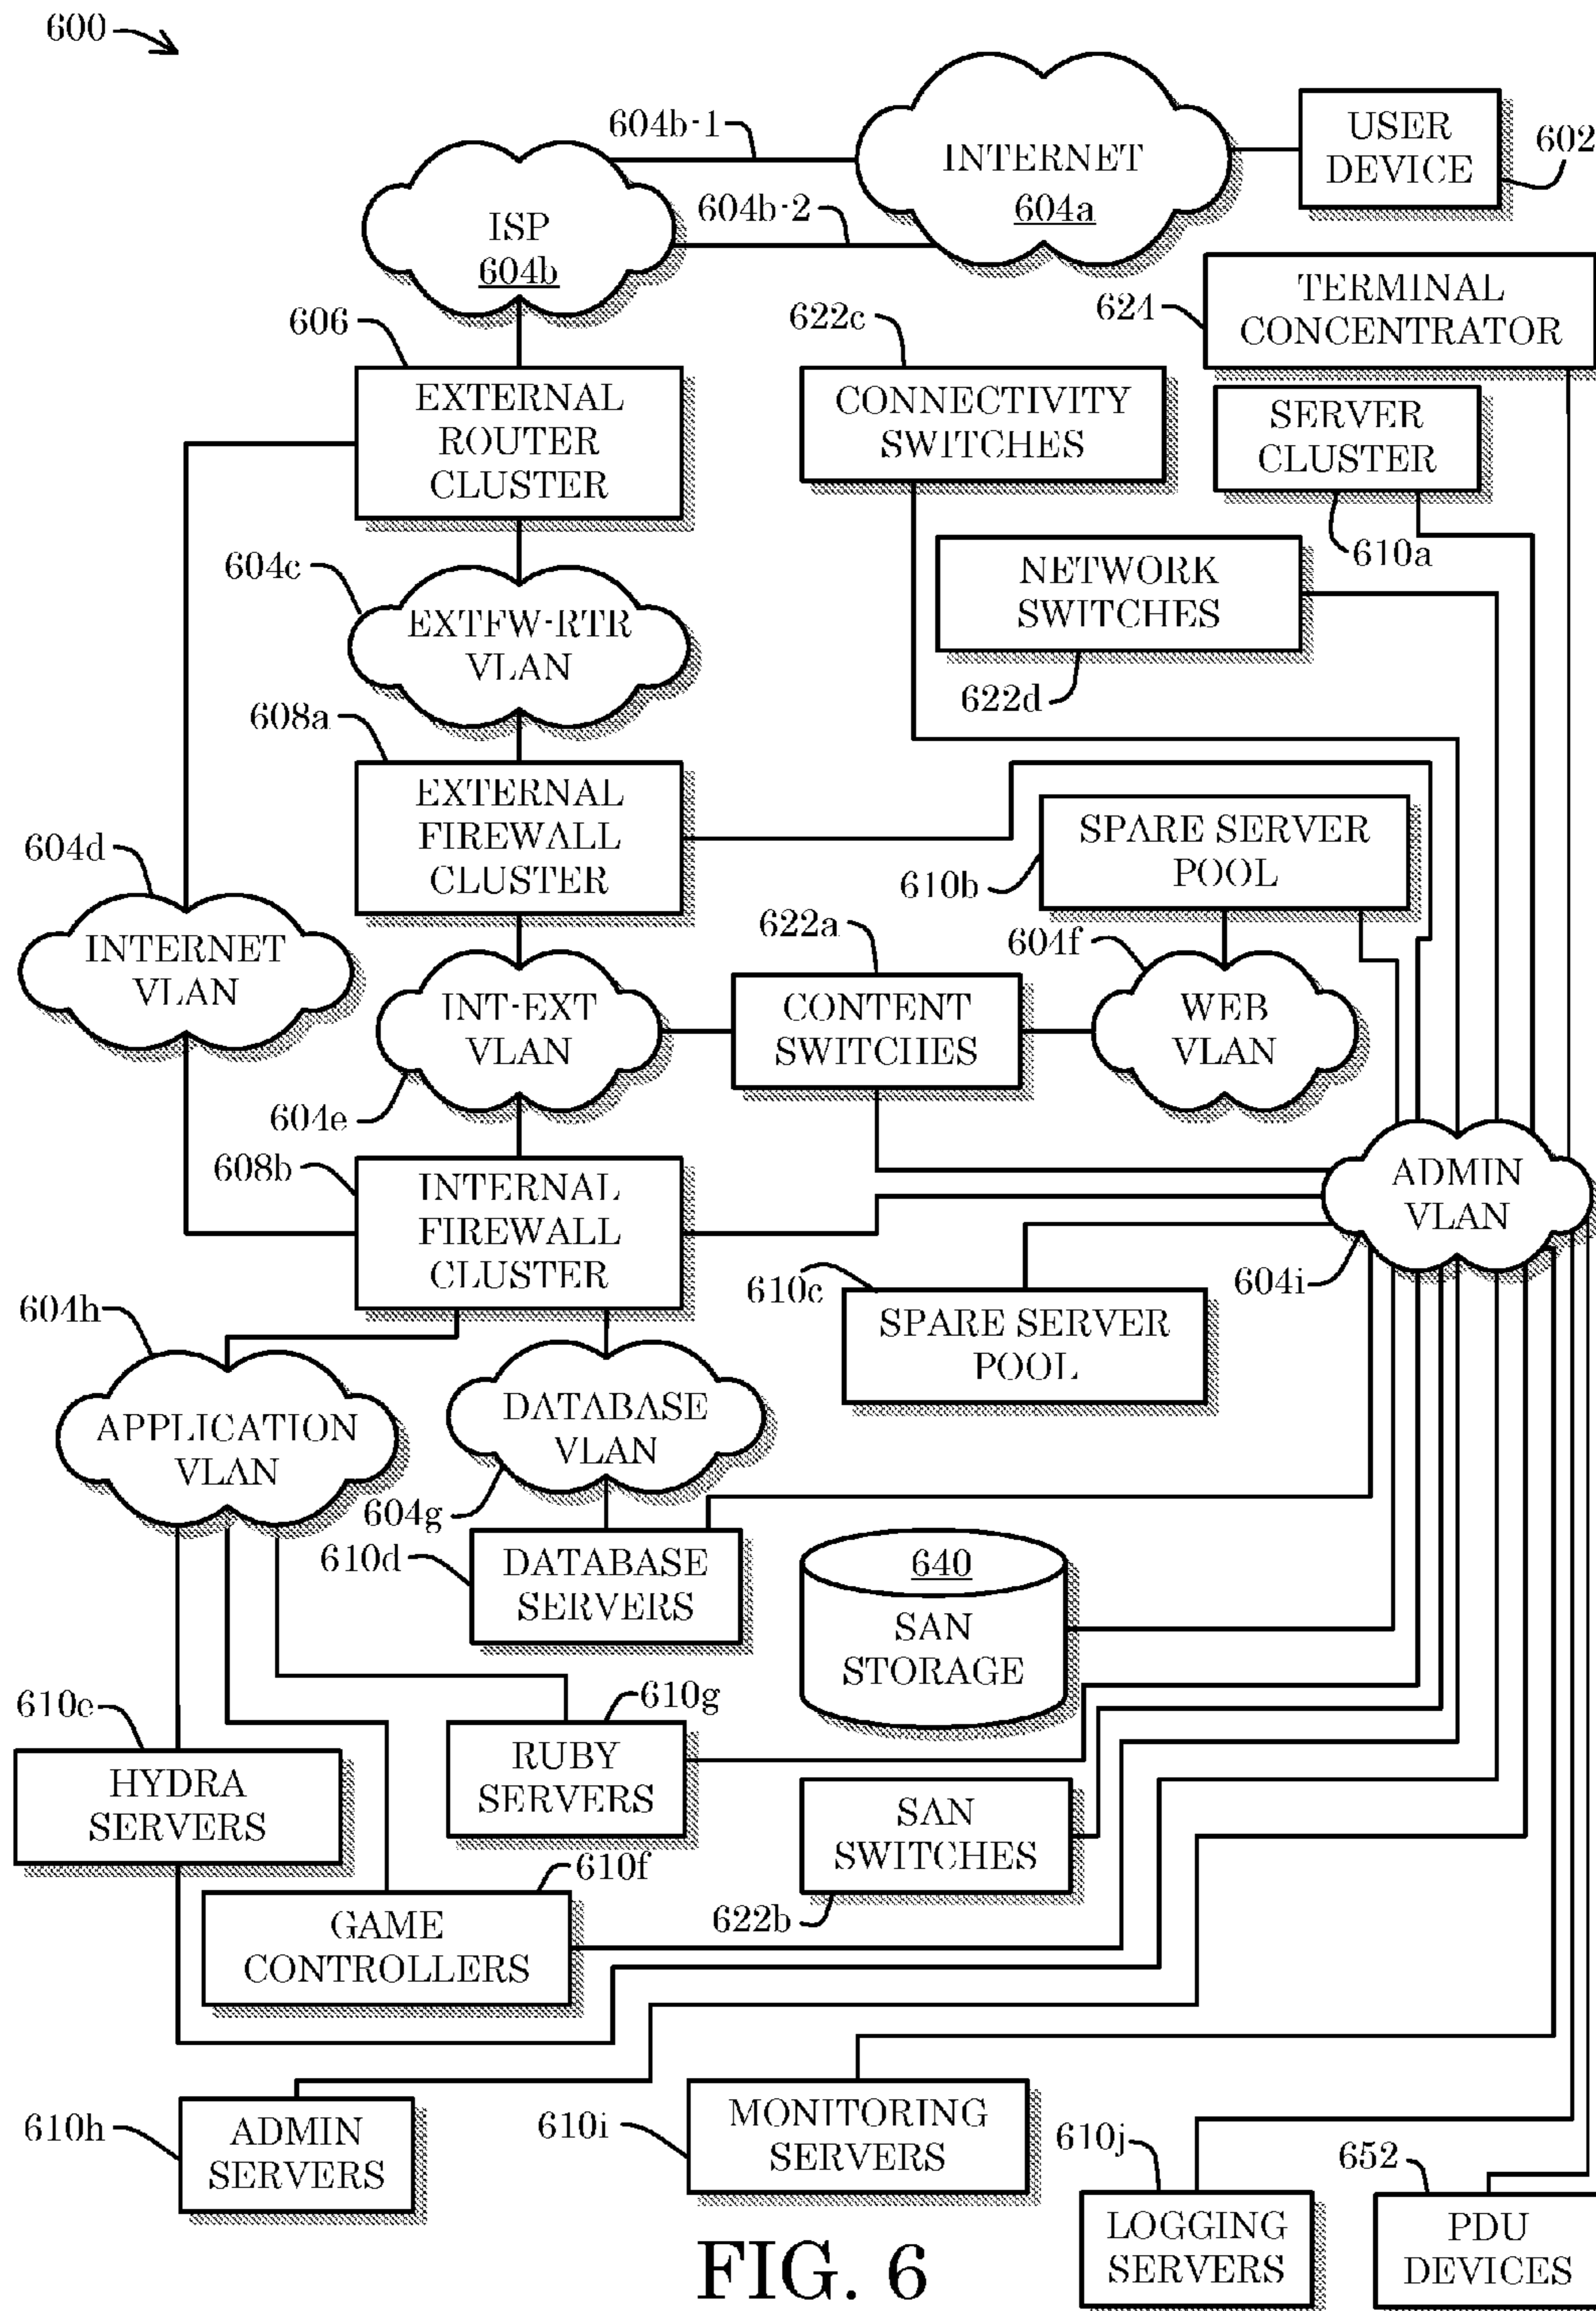 600
604b-1
INTERNET
604a
USER
DEVICE
602
604b-2
ISP
604b
606
622c
624
TERMINAL
CONCENTRATOR
EXTERNAL
ROUTER
CLUSTER
CONNECTIVITY
SWITCHES
SERVER
CLUSTER
610a
604c
EXTFW-RTR
VLAN
NETWORK
SWITCHES
622d
608a
EXTERNAL
FIREWALL
CLUSTER
SPARE SERVER
POOL
610b
604d
INTERNET
VLAN
622a
604f
INT-EXT
VLAN
CONTENT
SWITCHES
WEB
VLAN
604e
608b
INTERNAL
FIREWALL
CLUSTER
ADMIN
VLAN
604i
610c
SPARE SERVER
POOL
604h
APPLICATION
VLAN
DATABASE
VLAN
604g
610d
DATABASE
SERVERS
640
SAN
STORAGE
610e
HYDRA
SERVERS
610g
RUBY
SERVERS
SAN
SWITCHES
622b
610f
GAME
CONTROLLERS
610h
ADMIN
SERVERS
610i
MONITORING
SERVERS
610j
LOGGING
SERVERS
652
PDU
DEVICES
FIG. 6